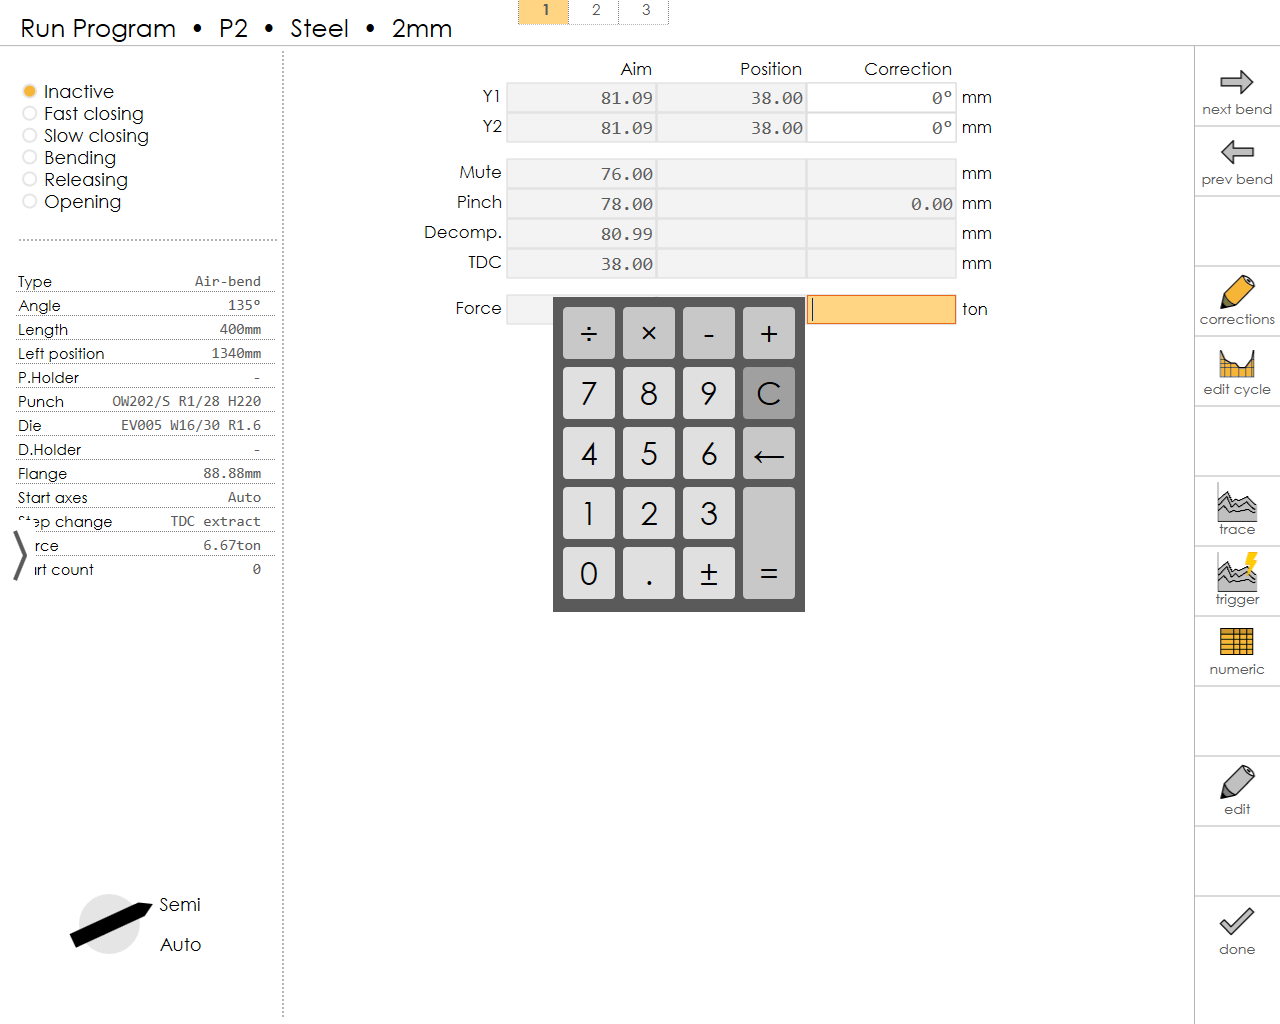 Run Program • P2 • Steel • 2mm
1 2 3
Inactive
Fast closing
Slow closing
Bending
Releasing
Opening
Type Air-bend
Angle 135°
Length 400mm
Left position 1340mm
P.Holder -
Punch OW202/S R1/28 H220
Die EV005 W16/30 R1.6
D.Holder -
Flange 88.88mm
Start axes Auto
Step change TDC extract
rce 6.67ton
rt count 0
Semi
Auto
Aim Position Correction
Y1 81.09 38.00 0° mm
Y2 81.09 38.00 0° mm
Mute 76.00 mm
Pinch 78.00 0.00 mm
Decomp. 80.99 mm
TDC 38.00 mm
Force ton
÷ × - +
7 8 9 C
4 5 6 ←
1 2 3
0 . ± =
next bend
prev bend
corrections
edit cycle
trace
trigger
numeric
edit
done